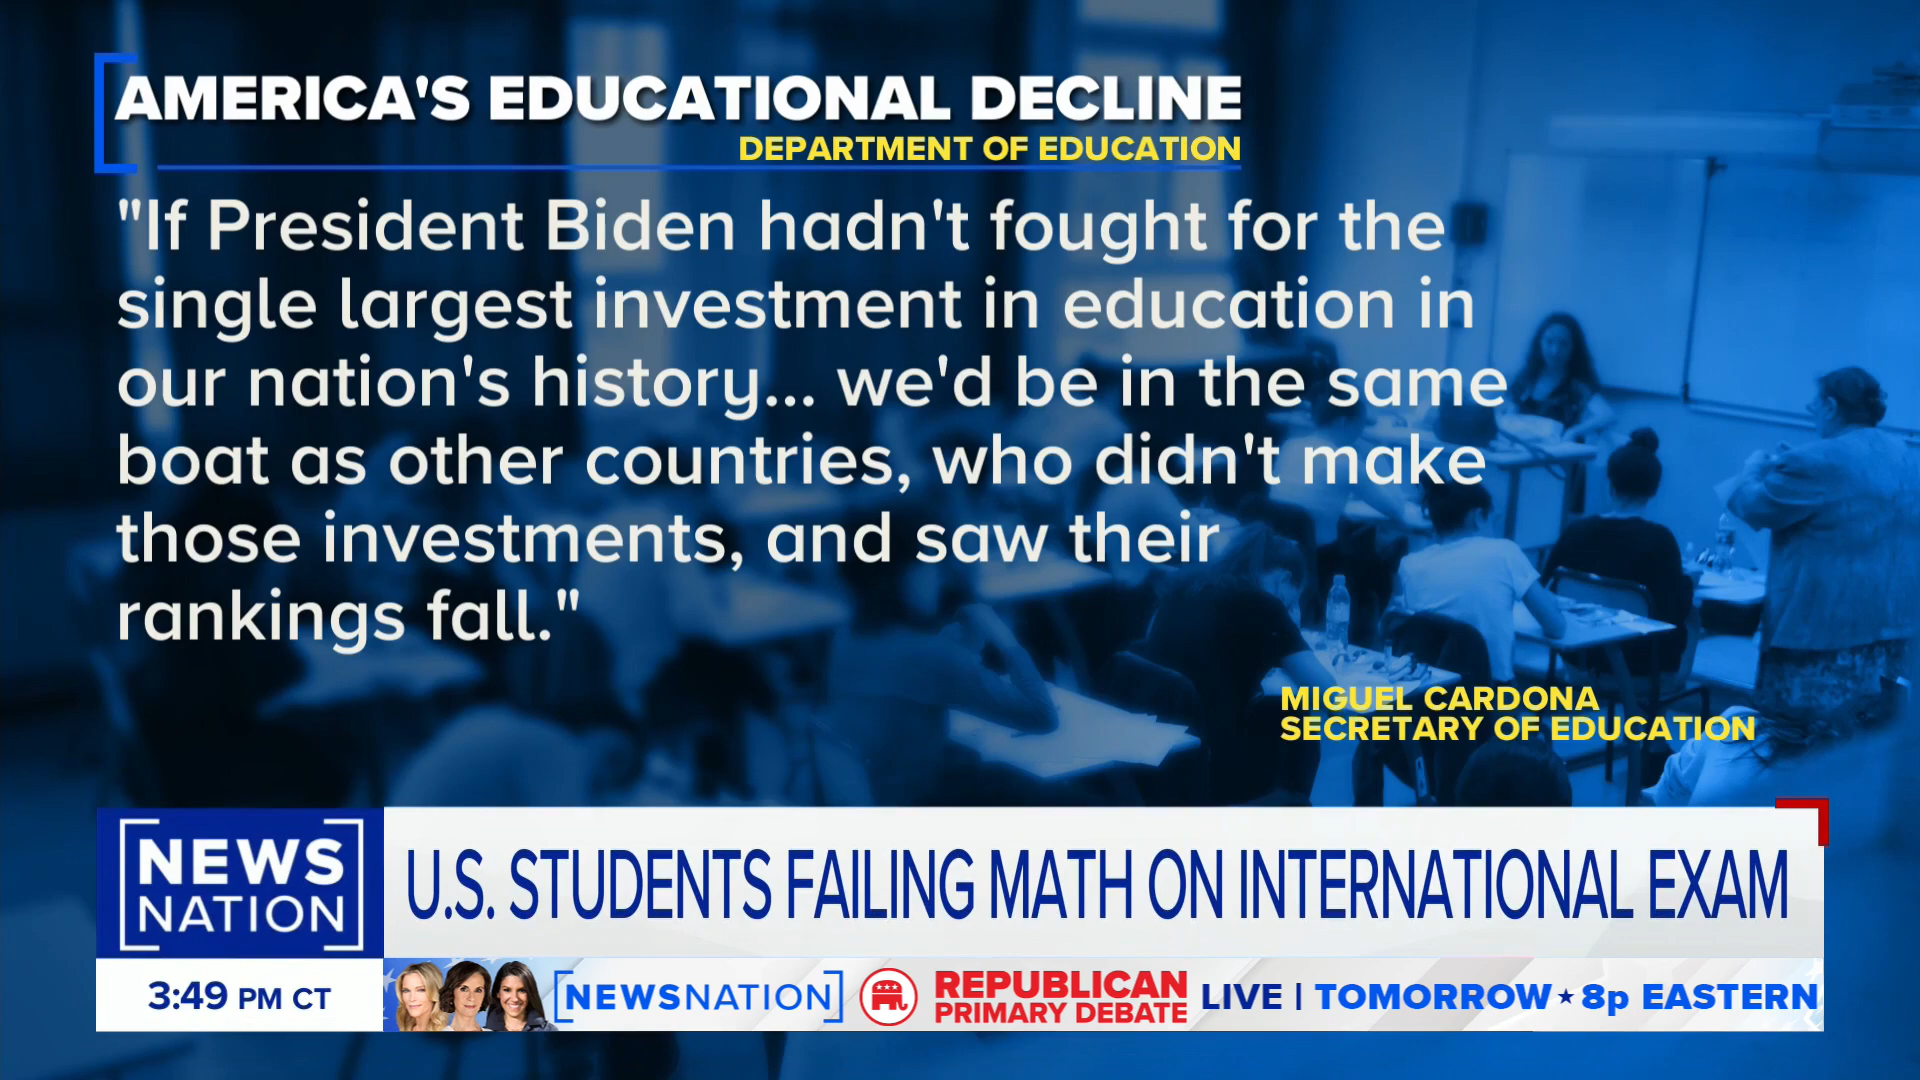 AMERICA'S EDUCATIONAL DECLINE
DEPARTMENT OF EDUCATION
"If President Biden hadn't fought for the
single largest investment in education in
our nation's history... we'd be in the same
boat as other countries, who didn't make
those investments, and saw their
rankings fall."
MIGUEL CARDONA
SECRETARY OF EDUCATION
NEWS
NATION
U.S. STUDENTS FAILING MATH ON INTERNATIONAL EXAM
3:49 PM CT
NEWSNATION
REPUBLICAN
PRIMARY DEBATE
LIVE | TOMORROW ★ 8p EASTERN